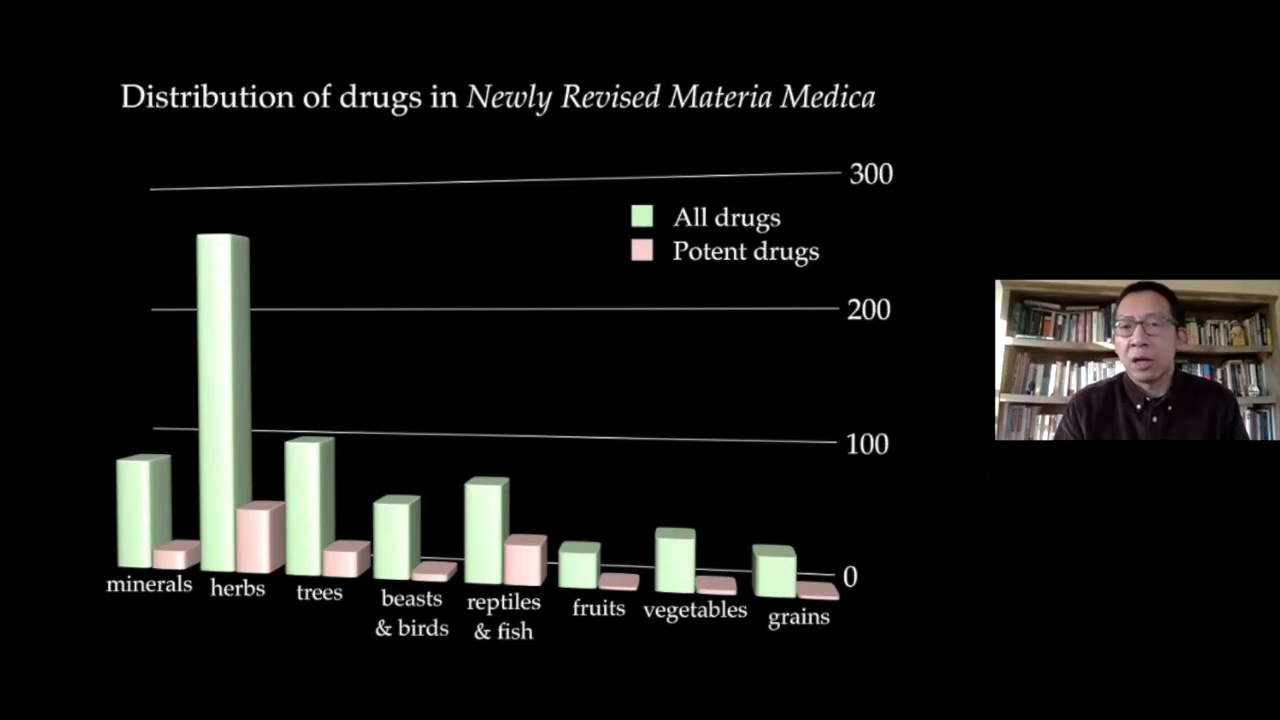 Distribution of drugs in Newly Revised Materia Medica
300
All drugs
Potent drugs
200
100
0
minerals
herbs
trees
beasts
& birds
reptiles
& fish
fruits
vegetables
grains